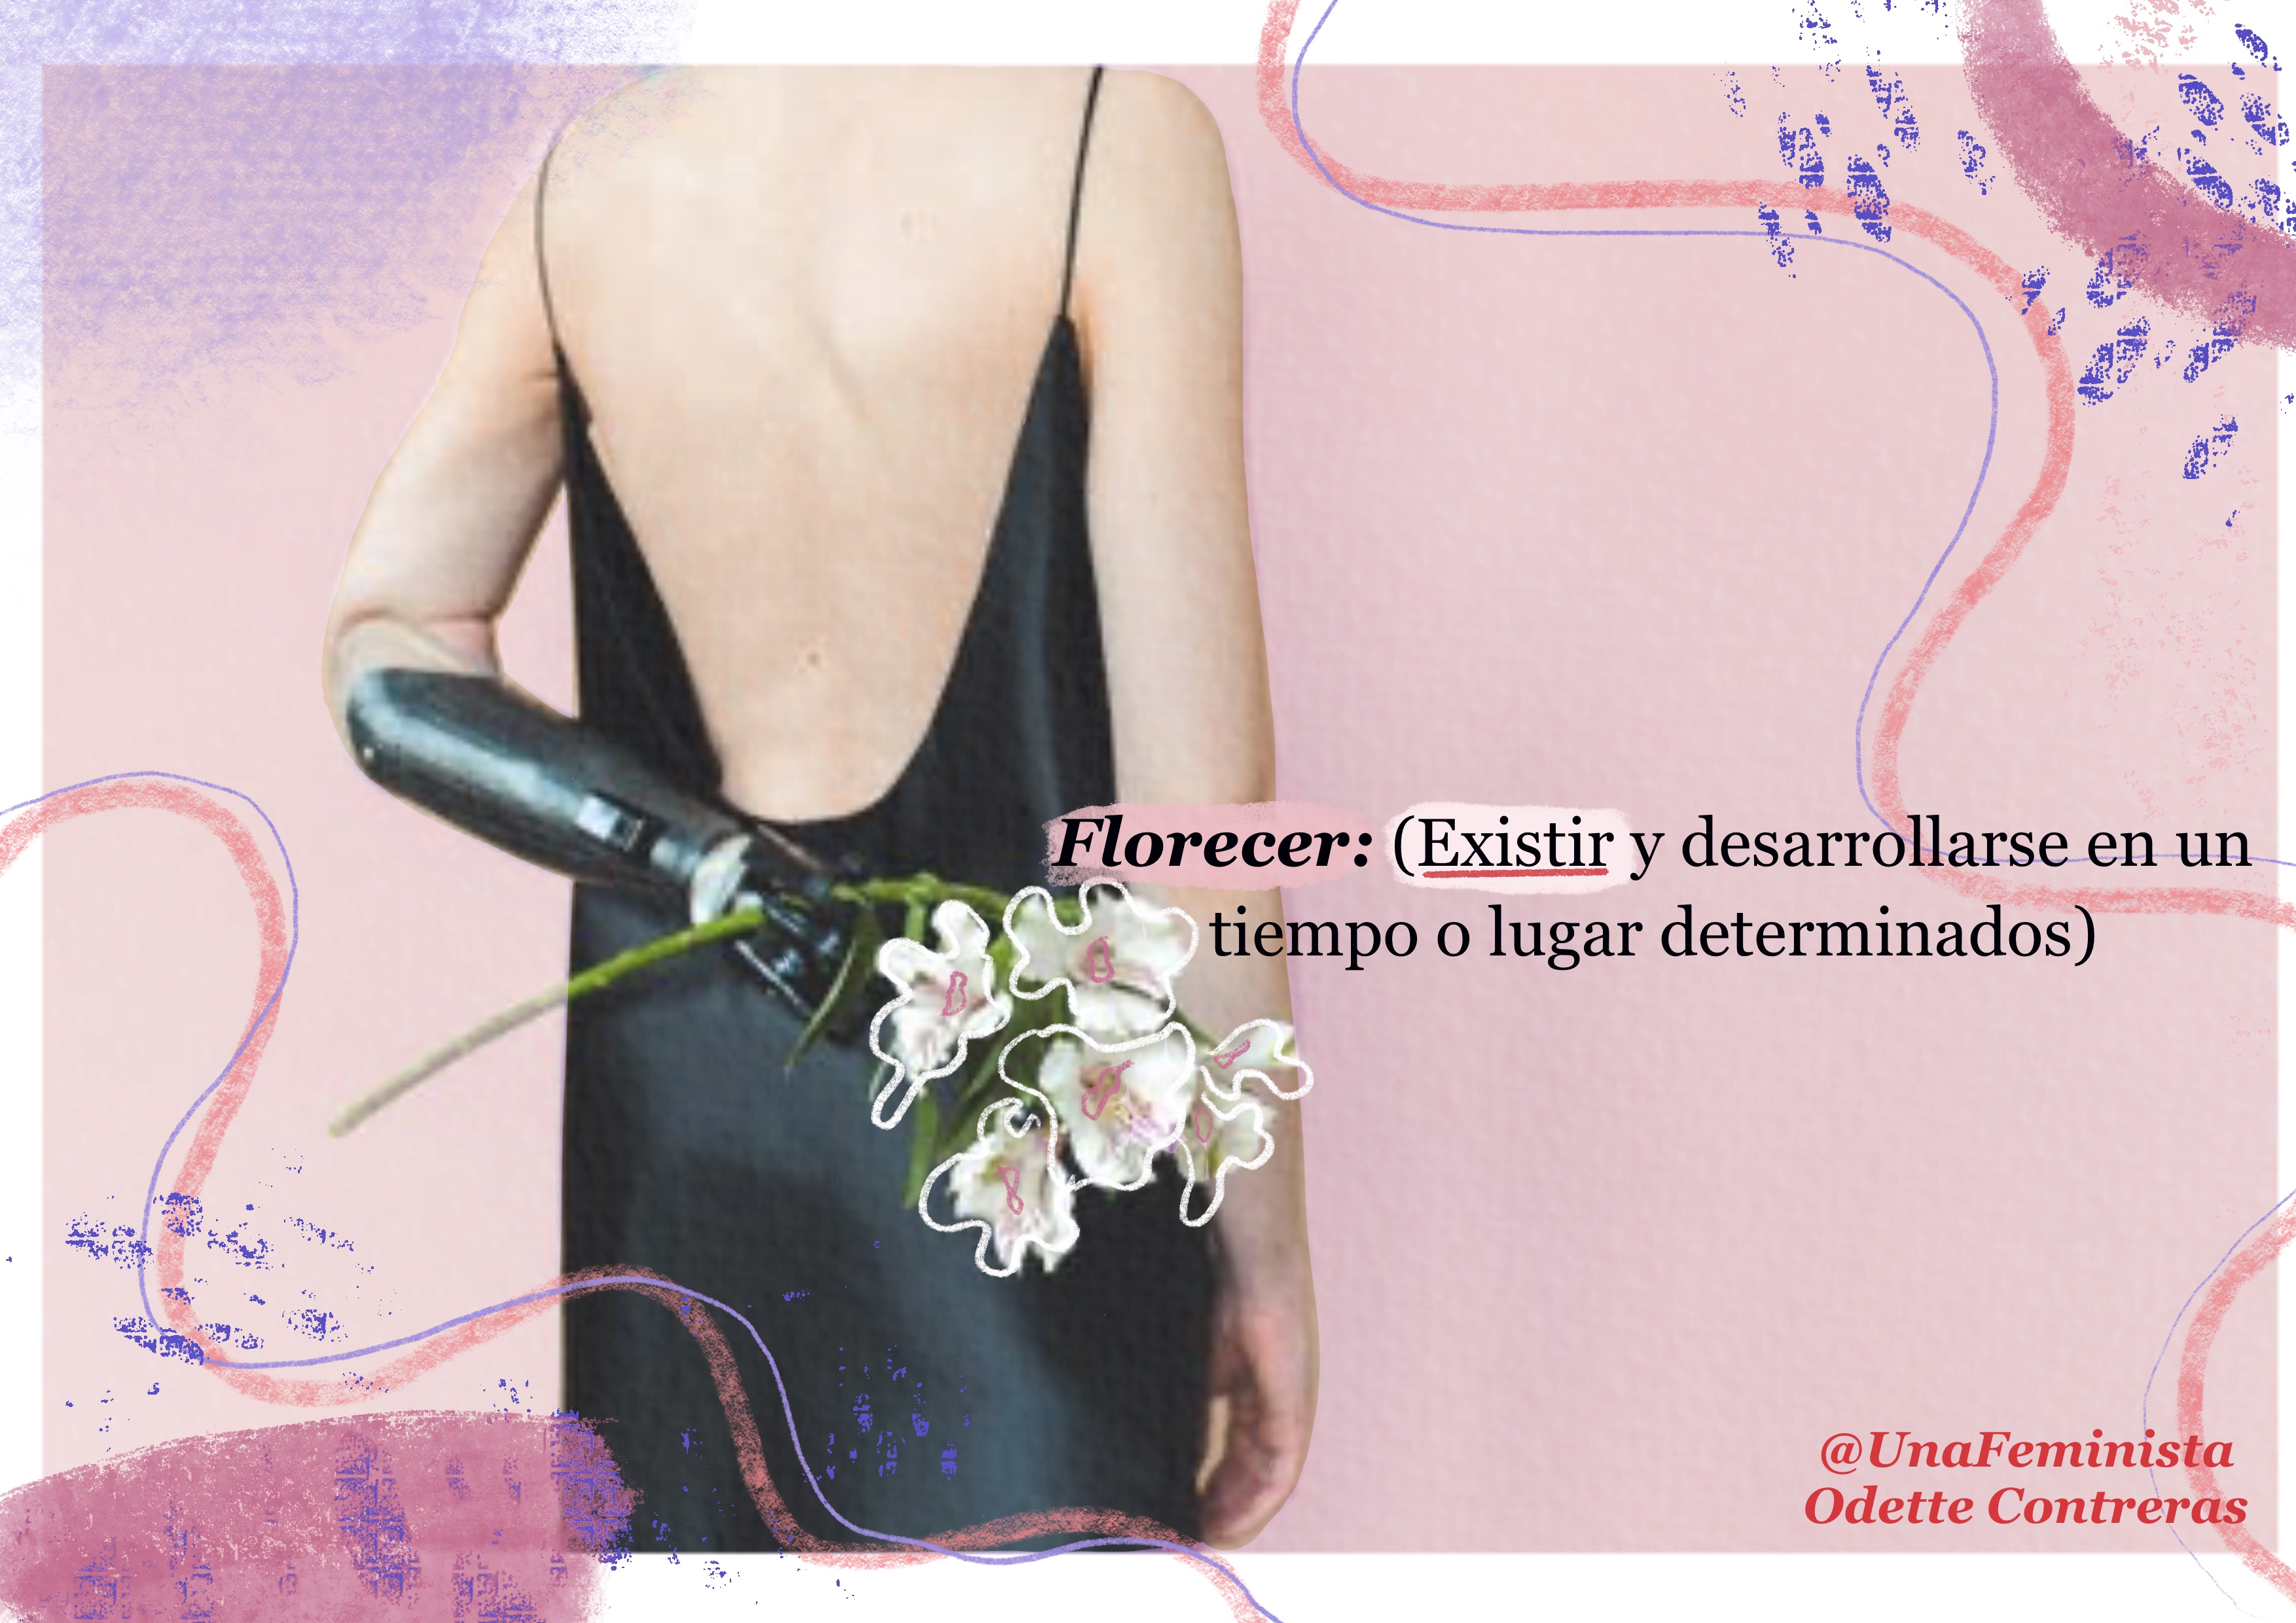 Florecer: (Existir y desarrollarse en un
tiempo o lugar determinados)
@UnaFeminista
Odette Contreras